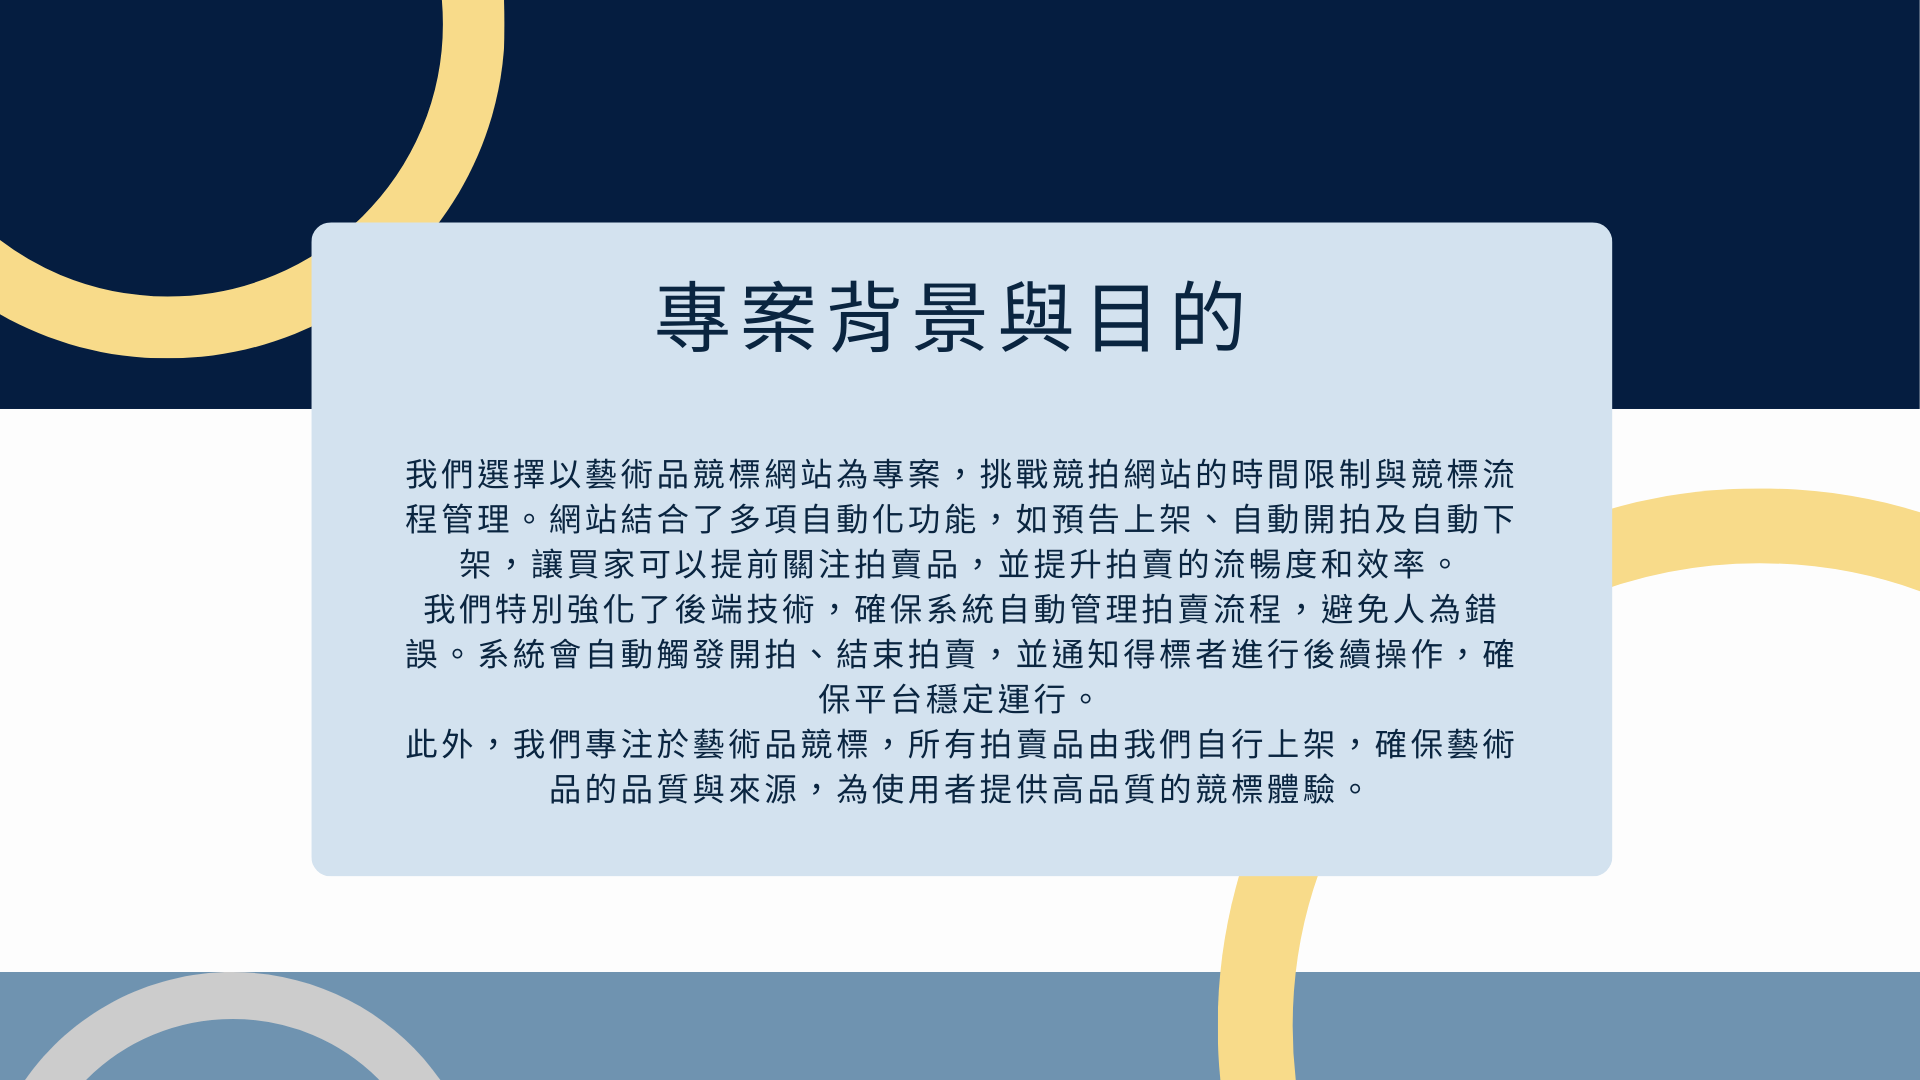 專案背景與目的
我們選擇以藝術品競標網站為專案，挑戰競拍網站的時間限制與競標流
程管理。網站結合了多項自動化功能，如預告上架、自動開拍及自動下
架，讓買家可以提前關注拍賣品，並提升拍賣的流暢度和效率。
我們特別強化了後端技術，確保系統自動管理拍賣流程，避免人為錯
誤。系統會自動觸發開拍、結束拍賣，並通知得標者進行後續操作，確
保平台穩定運行。
此外，我們專注於藝術品競標，所有拍賣品由我們自行上架，確保藝術
品的品質與來源，為使用者提供高品質的競標體驗。